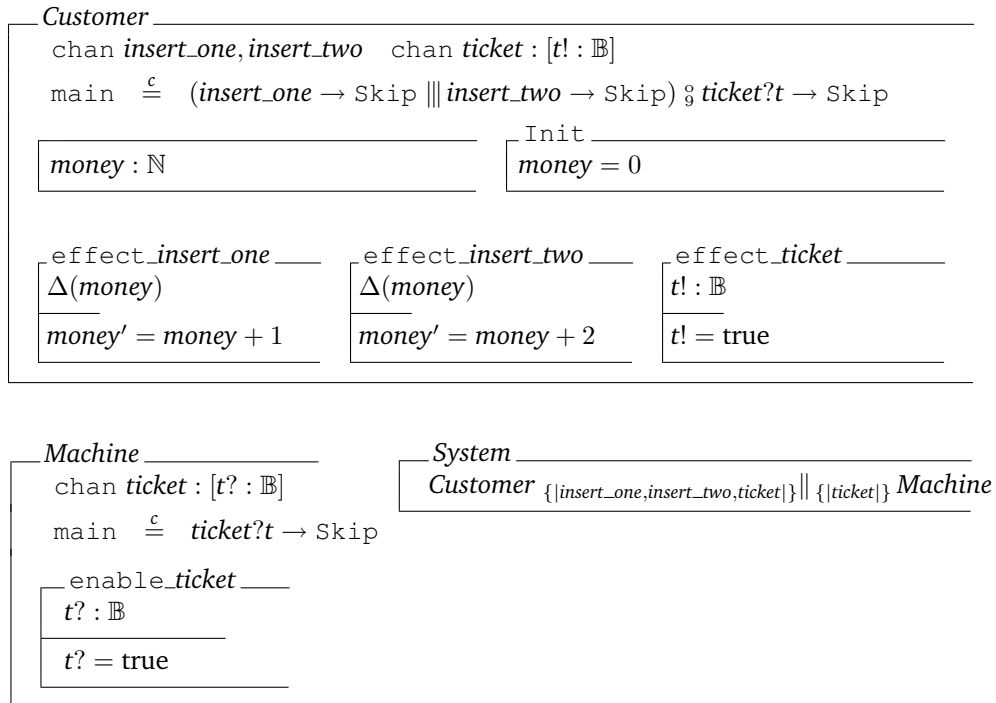 Customer
chan insert_one, insert_two chan ticket : [t! : 𝔹]
main ≙ᶜ (insert_one → Skip ||| insert_two → Skip) ⨟ ticket?t → Skip
Init
money : ℕ money = 0
effect_insert_one effect_insert_two effect_ticket
Δ(money) Δ(money) t! : 𝔹
money′ = money + 1 money′ = money + 2 t! = true
Machine System
chan ticket : [t? : 𝔹] Customer {|insert_one,insert_two,ticket|}‖{|ticket|} Machine
main =ᶜ ticket?t → Skip
enable_ticket
t? : 𝔹
t? = true